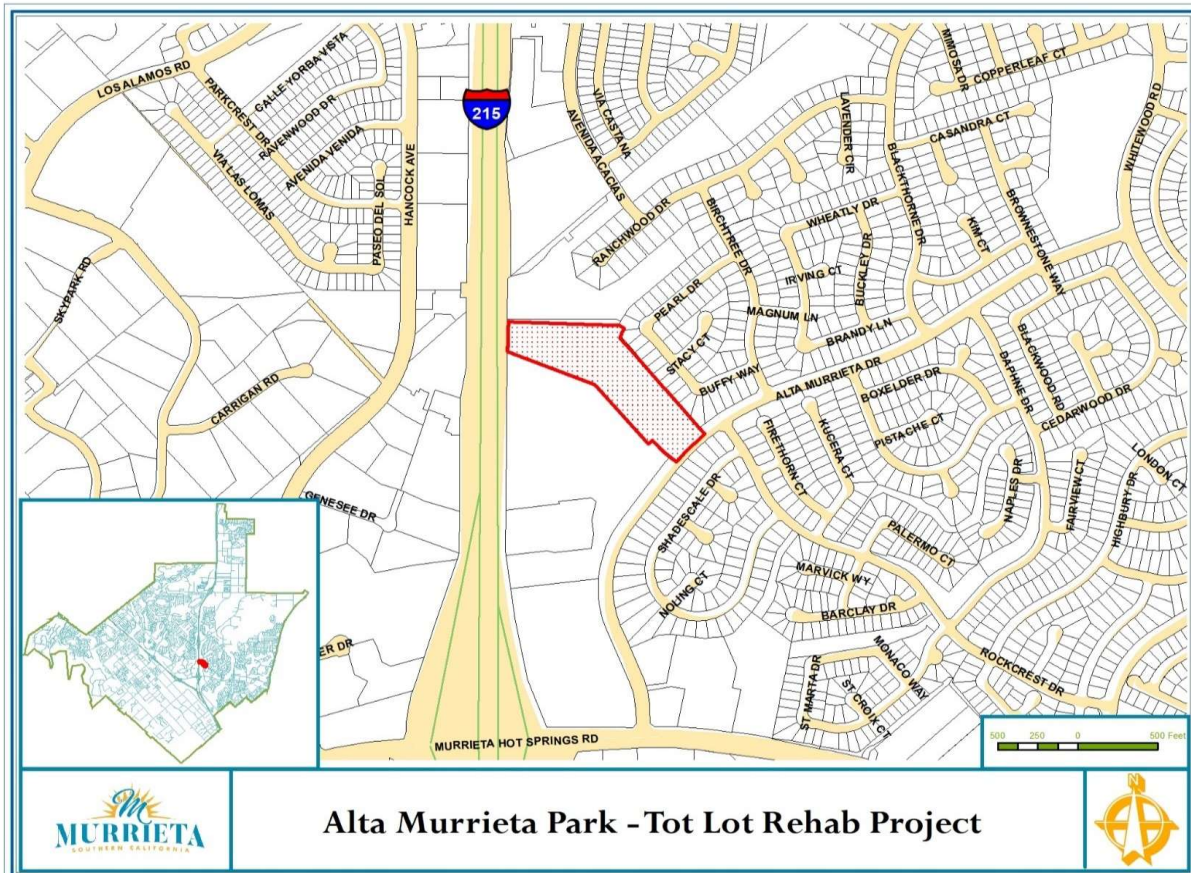 LOS ALAMOS RD
PARKCREST DR
CALLE YORBA VISTA
RAVENWOOD DR
AVENIDA VENIDA
VIA LAS LOMAS
PASEO DEL SOL
HANCOCK AVE
215
VIA CASTANA
AVENIDA ACACIAS
LAVENDER CIR
MIMOSA DR
COPPERLEAF CT
CASANDRA CT
WHITEWOOD RD
BLACKTHORNE DR
BROWNESTONE WAY
RANCHWOOD DR
BIRCHTREE DR
WHEATLY DR
KIM CT
BUCKLEY DR
IRVING CT
SKYPARK RD
PEARL DR
MAGNUM LN
STACY CT
BRANDY LN
BUFFY WAY
ALTA MURRIETA DR
BOXELDER DR
DAPHNE DR
BLACKWOOD RD
CEDARWOOD DR
CARRIGAN RD
PISTACHE CT
KUCERA CT
FIRETHORN CT
LONDON CT
NAPLES DR
FAIRVIEW CT
HIGHBURY DR
GENESEE DR
SHADESCALE DR
PALERMO CT
MARVICK WY
NOLING CT
BARCLAY DR
ER DR
MONACO WAY
ROCKCREST DR
ST MARTA DR
ST CROIX CT
MURRIETA HOT SPRINGS RD
500 250 0 500 Feet
M
MURRIETA
SOUTHERN CALIFORNIA
Alta Murrieta Park - Tot Lot Rehab Project
N